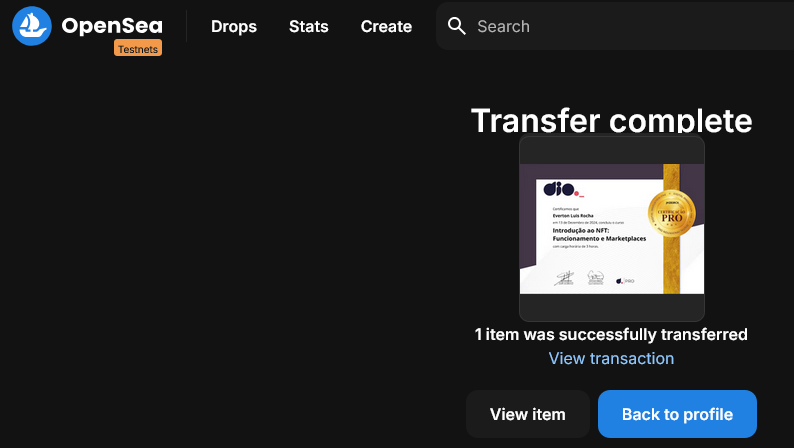 OpenSea
Testnets
Drops
Stats
Create
Search
Transfer complete
dio
Certificamos que
Everton Luis Rocha
em 13 de Dezembro de 2024, concluiu o curso
Introdução ao NFT:
Funcionamento e Marketplaces
com carga horária de 3 horas.
CERTIFICAÇÃO
PRO
PRO
1 item was successfully transferred
View transaction
View item
Back to profile